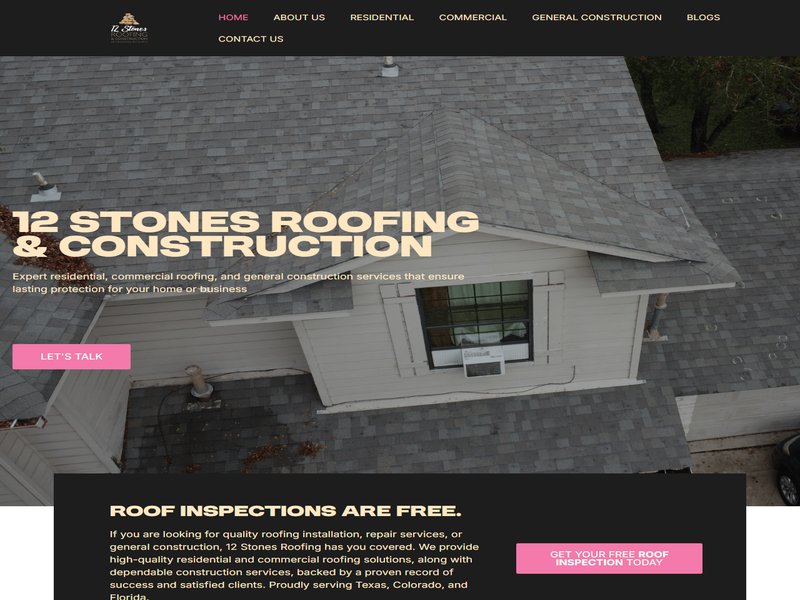 12 Stones
ROOFING
& CONSTRUCTION
HOME
ABOUT US
RESIDENTIAL
COMMERCIAL
GENERAL CONSTRUCTION
BLOGS
CONTACT US
12 STONES ROOFING
& CONSTRUCTION
Expert residential, commercial roofing, and general construction services that ensure
lasting protection for your home or business
LET'S TALK
ROOF INSPECTIONS ARE FREE.
If you are looking for quality roofing installation, repair services, or
general construction, 12 Stones Roofing has you covered. We provide
high-quality residential and commercial roofing solutions, along with
dependable construction services, backed by a proven record of
success and satisfied clients. Proudly serving Texas, Colorado, and
Florida.
GET YOUR FREE ROOF
INSPECTION TODAY